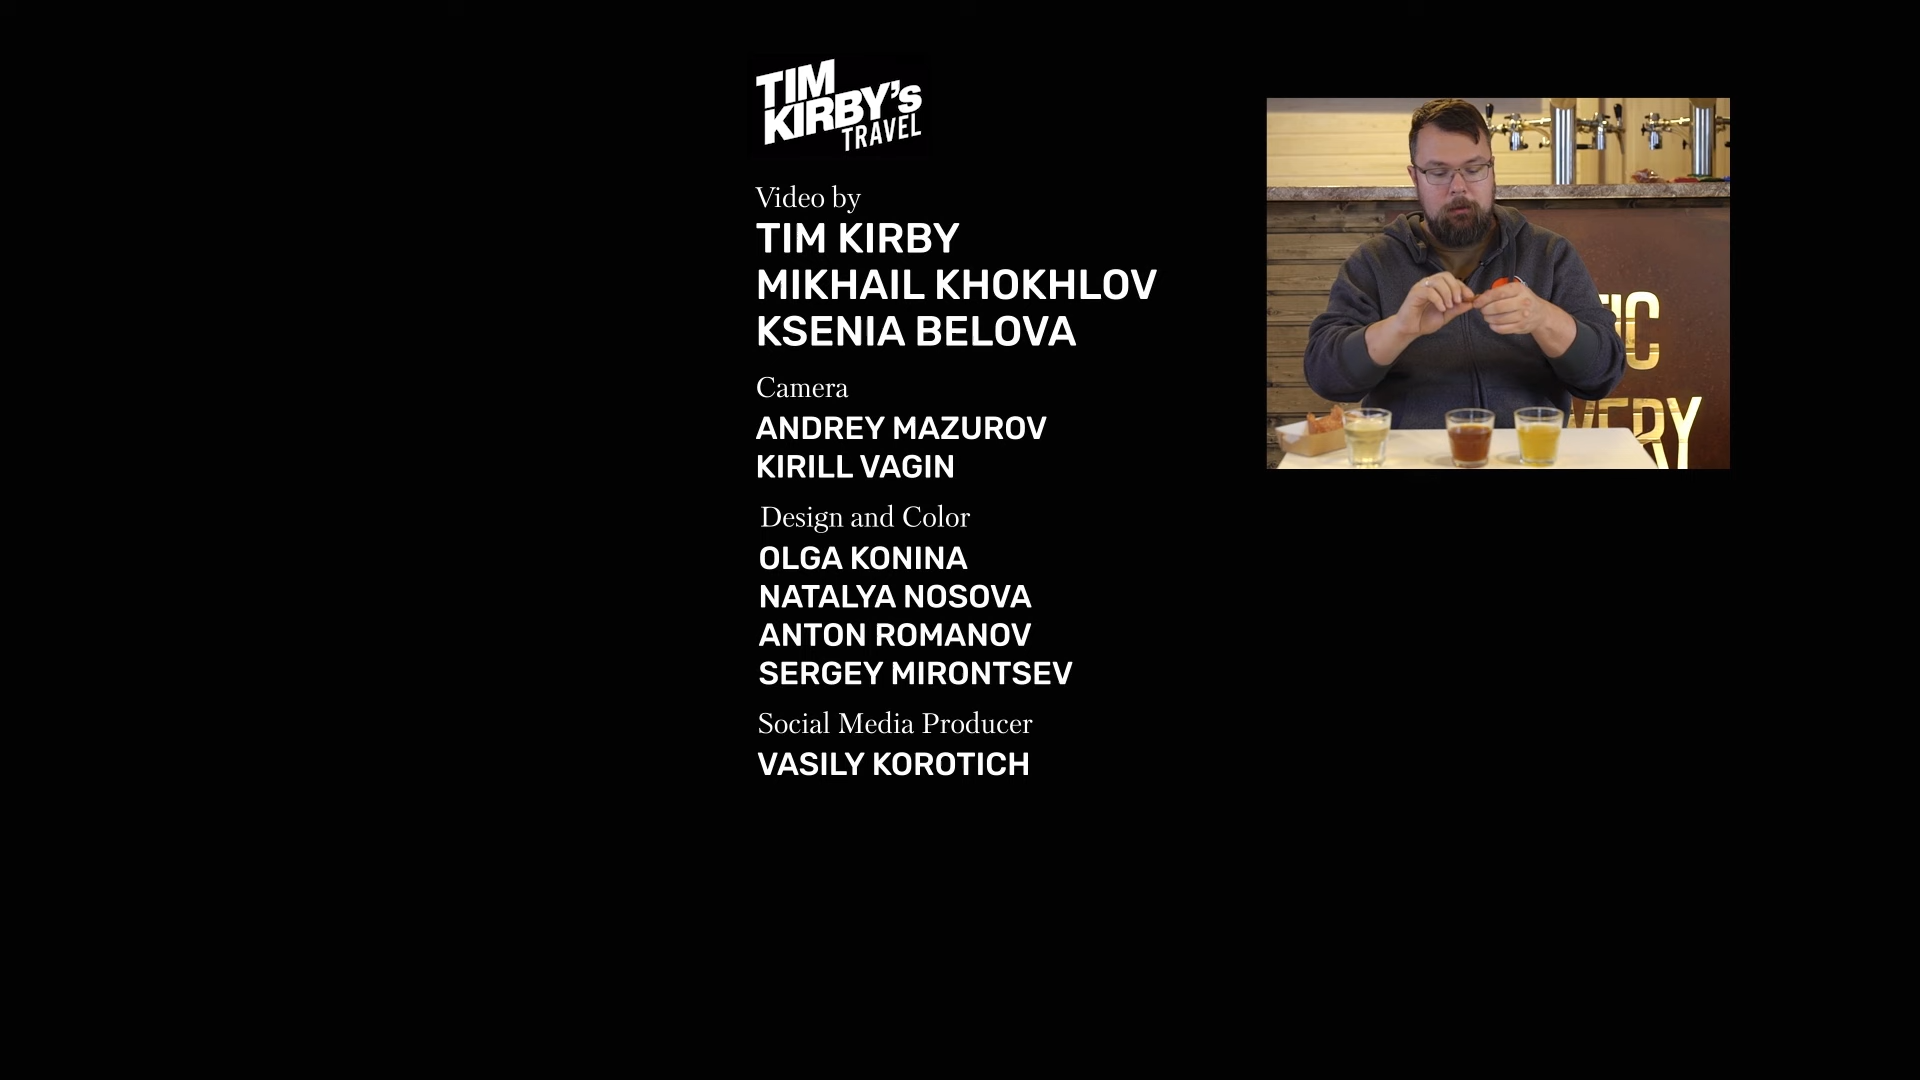 TIM
KIRBY'S
TRAVEL
Video by
TIM KIRBY
MIKHAIL KHOKHLOV
KSENIA BELOVA
Camera
ANDREY MAZUROV
KIRILL VAGIN
Design and Color
OLGA KONINA
NATALYA NOSOVA
ANTON ROMANOV
SERGEY MIRONTSEV
Social Media Producer
VASILY KOROTICH